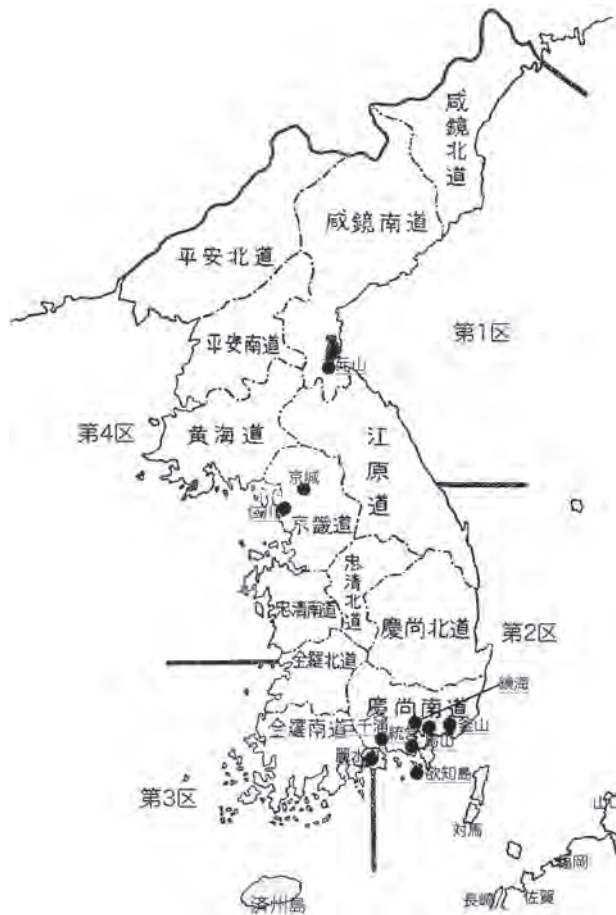 咸鏡北道
咸鏡南道
平安北道
平安南道
第1区
元山
第4区
黄海道
江原道
京城
仁川
京畿道
忠清北道
忠清南道
慶尚北道
第2区
全羅北道
鎮海
慶尚南道
全羅南道
三千浦
統営
釜山
馬山
麗水
欲知島
第3区
対馬
山口
福岡
済州島
長崎
佐賀